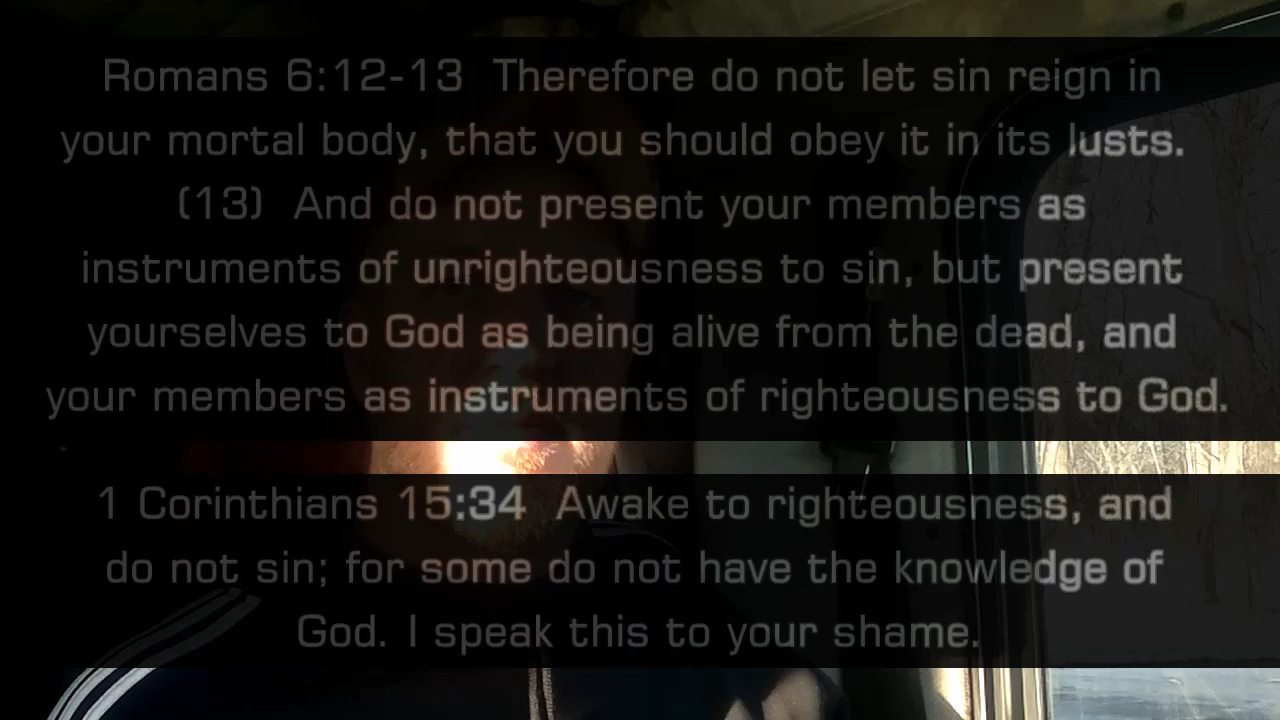 Romans 6:12-13  Therefore do not let sin reign in
your mortal body, that you should obey it in its lusts.
(13)  And do not present your members as
instruments of unrighteousness to sin, but present
yourselves to God as being alive from the dead, and
your members as instruments of righteousness to God.
1 Corinthians 15:34  Awake to righteousness, and
do not sin; for some do not have the knowledge of
God. I speak this to your shame.